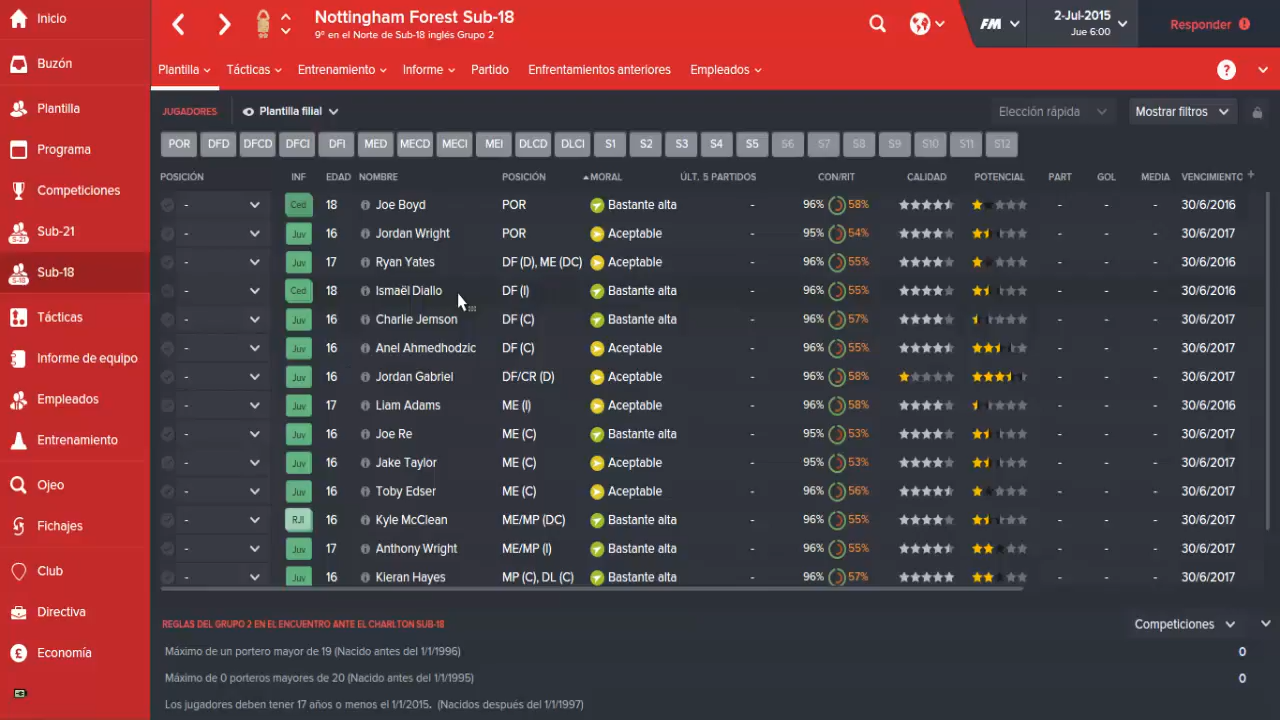 Inicio
Buzón
Plantilla
Programa
Competiciones
Sub-21
S-21
Sub-18
S-18
Tácticas
Informe de equipo
Empleados
Entrenamiento
Ojeo
Fichajes
Club
Directiva
Economía
Nottingham Forest Sub-18
9º en el Norte de Sub-18 inglés Grupo 2
FM
2-Jul-2015
Jue 6:00
Responder
Plantilla Tácticas Entrenamiento Informe Partido Enfrentamientos anteriores Empleados ?
JUGADORES Plantilla filial Elección rápida Mostrar filtros
POR DFD DFCD DFCI DFI MED MECD MECI MEI DLCD DLCI S1 S2 S3 S4 S5 S6 S7 S8 S9 S10 S11 S12
POSICIÓN INF EDAD NOMBRE POSICIÓN MORAL ÚLT. 5 PARTIDOS CON/RIT CALIDAD POTENCIAL PART GOL MEDIA VENCIMIENTO +
- Ced 18 Joe Boyd POR Bastante alta - 96% 58% - - - 30/6/2016
- Juv 16 Jordan Wright POR Aceptable - 95% 54% - - - 30/6/2017
- Juv 17 Ryan Yates DF (D), ME (DC) Aceptable - 96% 55% - - - 30/6/2016
- Ced 18 Ismaël Diallo DF (I) Bastante alta - 96% 55% - - - 30/6/2016
- Juv 16 Charlie Jemson DF (C) Bastante alta - 96% 57% - - - 30/6/2017
- Juv 16 Anel Ahmedhodzic DF (C) Aceptable - 96% 55% - - - 30/6/2017
- Juv 16 Jordan Gabriel DF/CR (D) Aceptable - 96% 58% - - - 30/6/2017
- Juv 17 Liam Adams ME (I) Aceptable - 96% 58% - - - 30/6/2016
- Juv 16 Joe Re ME (C) Bastante alta - 95% 53% - - - 30/6/2017
- Juv 16 Jake Taylor ME (C) Aceptable - 95% 53% - - - 30/6/2017
- Juv 16 Toby Edser ME (C) Aceptable - 96% 56% - - - 30/6/2017
- RJI 16 Kyle McClean ME/MP (DC) Bastante alta - 96% 55% - - - 30/6/2017
- Juv 17 Anthony Wright ME/MP (I) Bastante alta - 96% 55% - - - 30/6/2017
- Juv 16 Kieran Hayes MP (C), DL (C) Bastante alta - 96% 57% - - - 30/6/2017
REGLAS DEL GRUPO 2 EN EL ENCUENTRO ANTE EL CHARLTON SUB-18 Competiciones
Máximo de un portero mayor de 19 (Nacido antes del 1/1/1996) 0
Máximo de 0 porteros mayores de 20 (Nacido antes del 1/1/1995) 0
Los jugadores deben tener 17 años o menos el 1/1/2015. (Nacidos después del 1/1/1997)